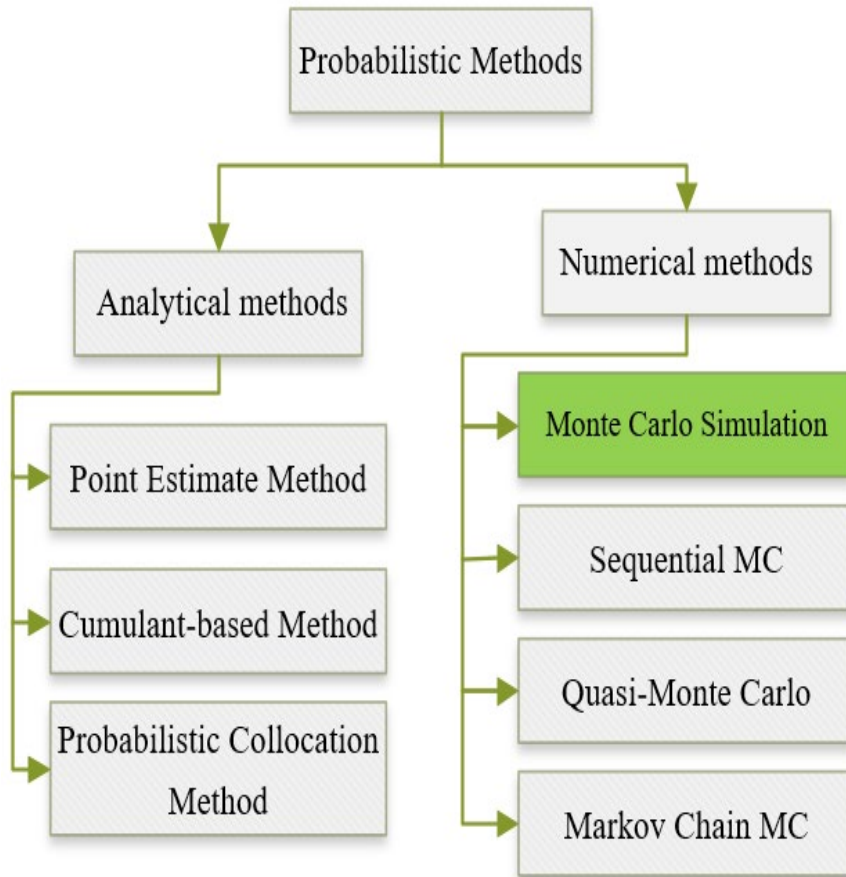 Probabilistic Methods
Analytical methods
Point Estimate Method
Cumulant-based Method
Probabilistic Collocation
Method
Numerical methods
Monte Carlo Simulation
Sequential MC
Quasi-Monte Carlo
Markov Chain MC